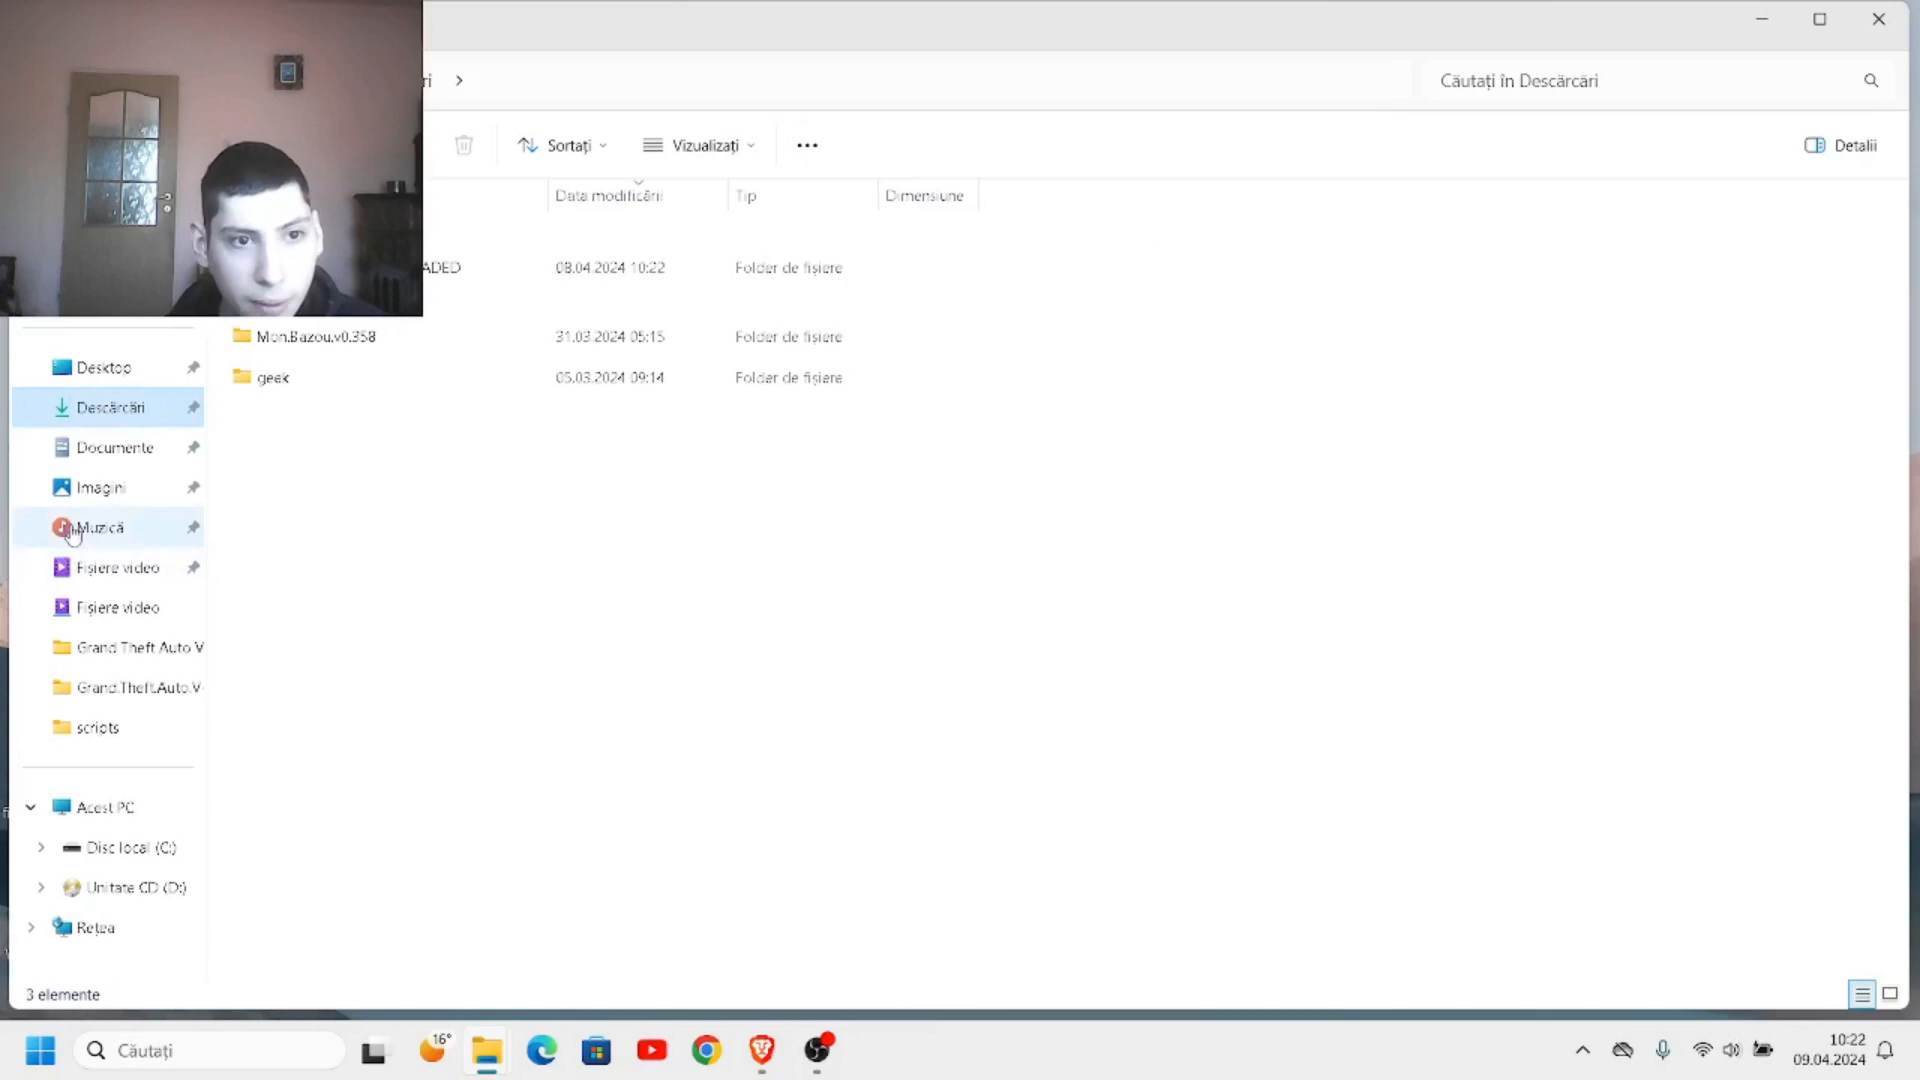 ri
Căutați în Descărcări
Sortați
Vizualizați
Detalii
Data modificării
Tip
Dimensiune
ADED
08.04.2024 10:22
Folder de fișiere
Mon.Bazou.v0.358
31.03.2024 05:15
Folder de fișiere
geek
05.03.2024 09:14
Folder de fișiere
Desktop
Descărcări
Documente
Imagini
Muzică
Fișiere video
Fișiere video
Grand Theft Auto V
Grand.Theft.Auto.V
scripts
Acest PC
Disc local (C:)
Unitate CD (D:)
Rețea
3 elemente
Căutați
16°
10:22
09.04.2024